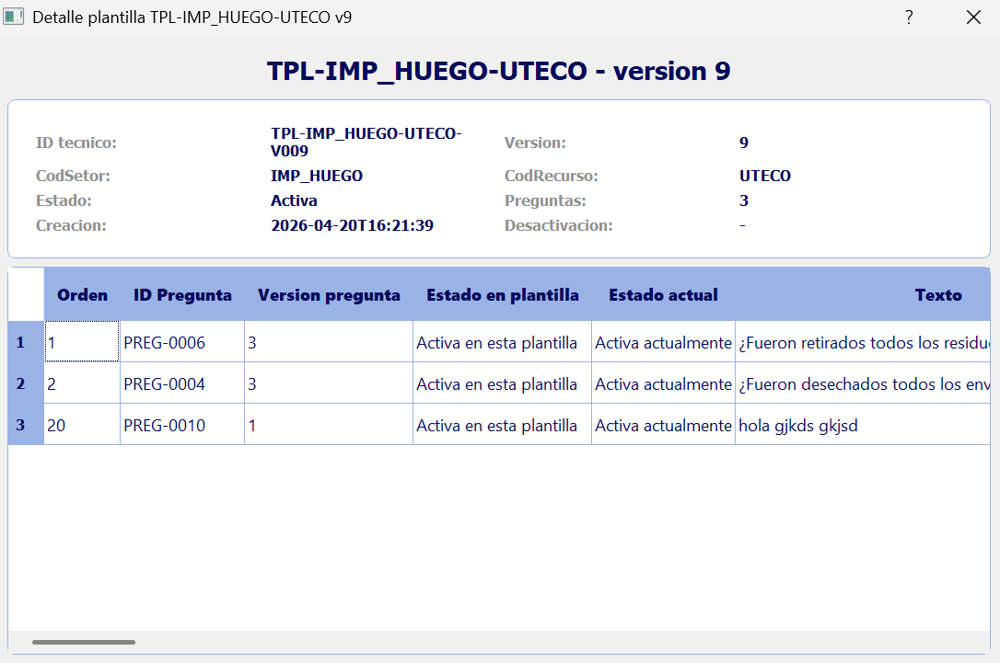 Detalle plantilla TPL-IMP_HUEGO-UTECO v9 ?
TPL-IMP_HUEGO-UTECO - version 9
ID tecnico: TPL-IMP_HUEGO-UTECO-
V009 Version: 9
CodSetor: IMP_HUEGO CodRecurso: UTECO
Estado: Activa Preguntas: 3
Creacion: 2026-04-20T16:21:39 Desactivacion: -
Orden ID Pregunta Version pregunta Estado en plantilla Estado actual Texto
1 1 PREG-0006 3 Activa en esta plantilla Activa actualmente ¿Fueron retirados todos los residu
2 2 PREG-0004 3 Activa en esta plantilla Activa actualmente ¿Fueron desechados todos los env
3 20 PREG-0010 1 Activa en esta plantilla Activa actualmente hola gjkds gkjsd